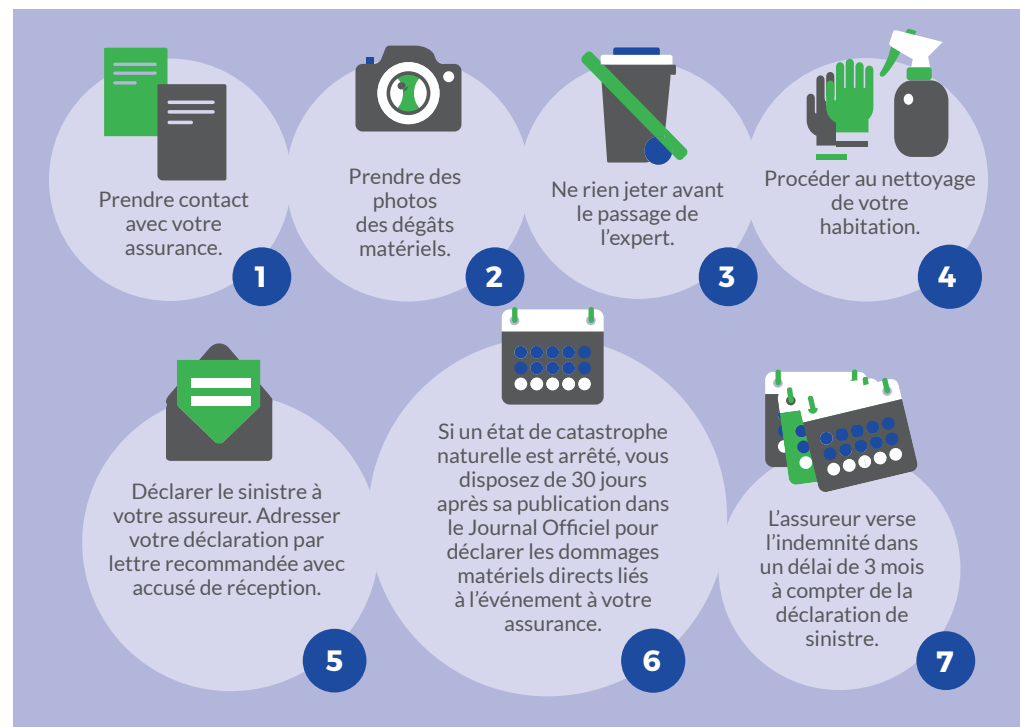 Prendre contact
avec votre
assurance.
1
Prendre des
photos
des dégâts
matériels.
2
Ne rien jeter avant
le passage de
l'expert.
3
Procéder au nettoyage
de votre
habitation.
4
Déclarer le sinistre à
votre assureur. Adresser
votre déclaration par
lettre recommandée avec
accusé de réception.
5
Si un état de catastrophe
naturelle est arrêté, vous
disposez de 30 jours
après sa publication dans
le Journal Officiel pour
déclarer les dommages
matériels directs liés
à l'événement à votre
assurance.
6
L'assureur verse
l'indemnité dans
un délai de 3 mois
à compter de la
déclaration de
sinistre.
7